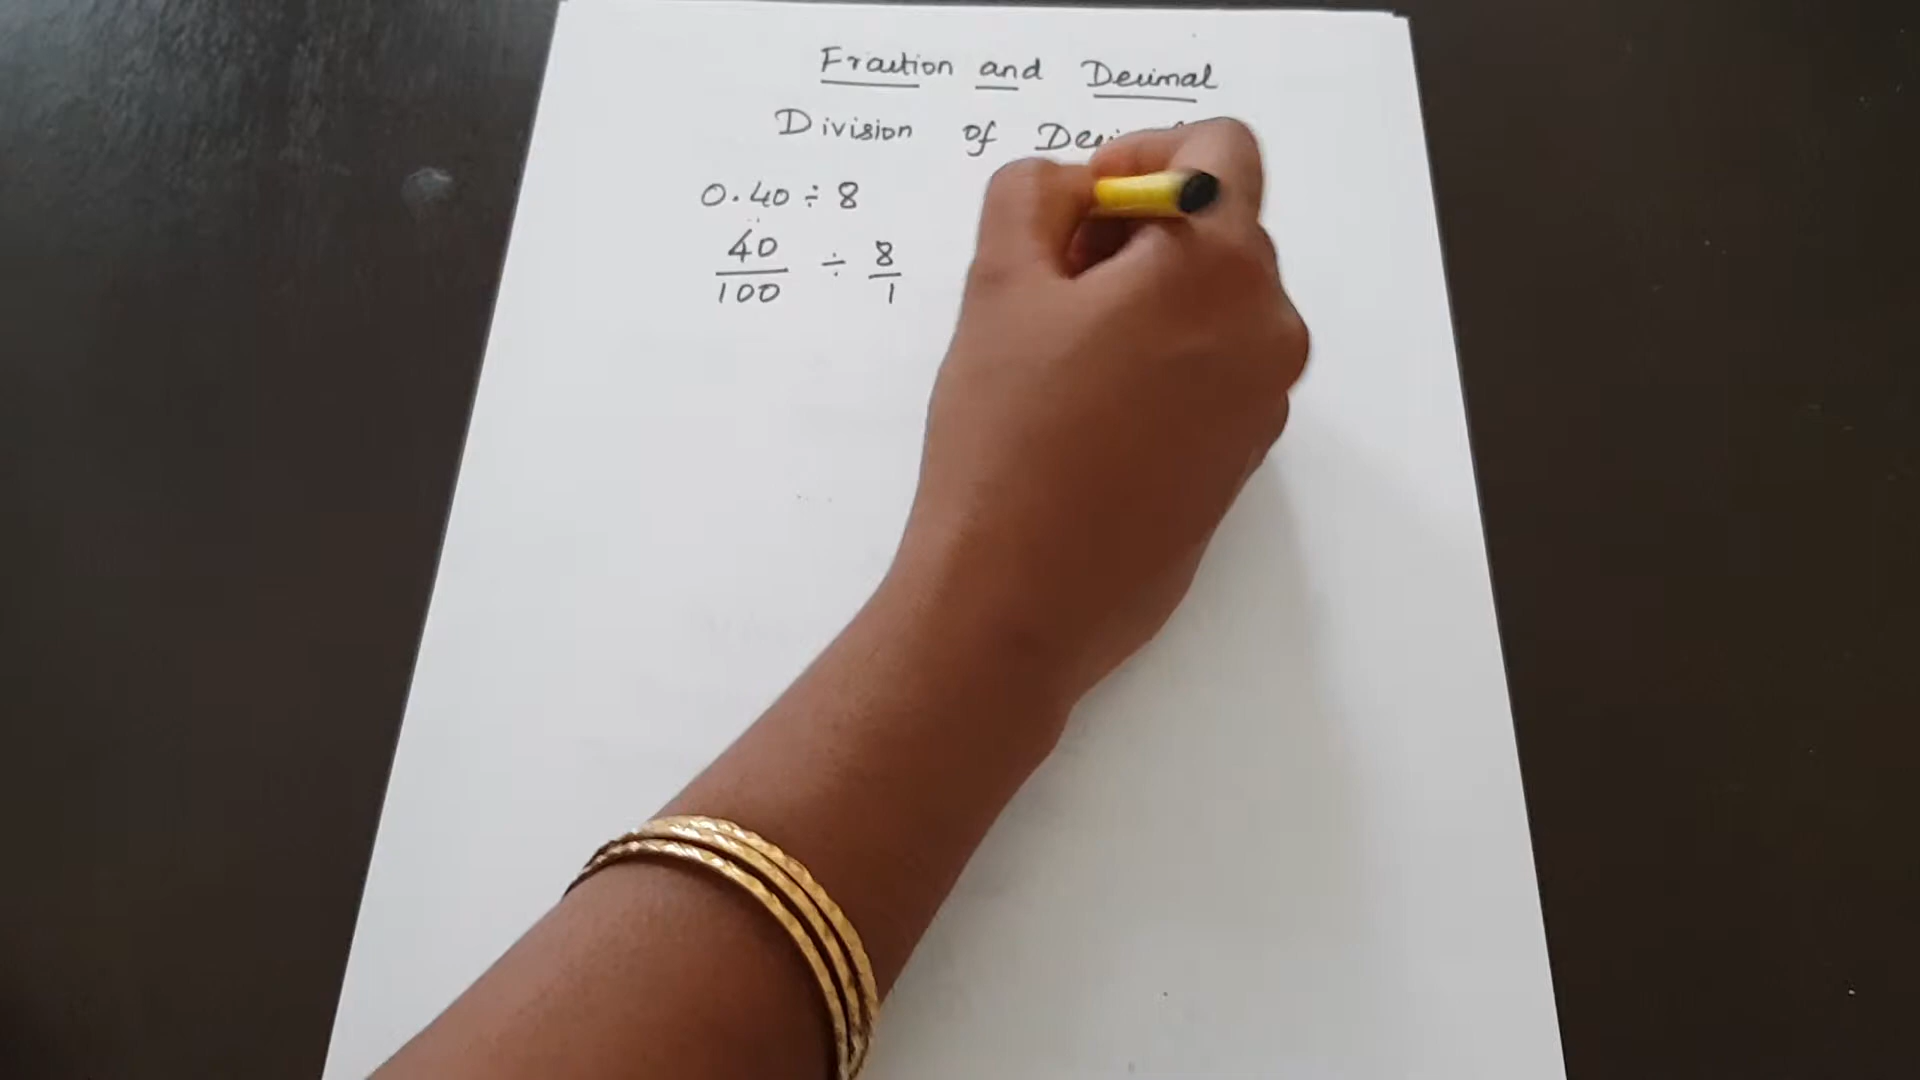 Fraction and Decimal
Division of
0.40 ÷ 8
40/100 ÷ 8/1